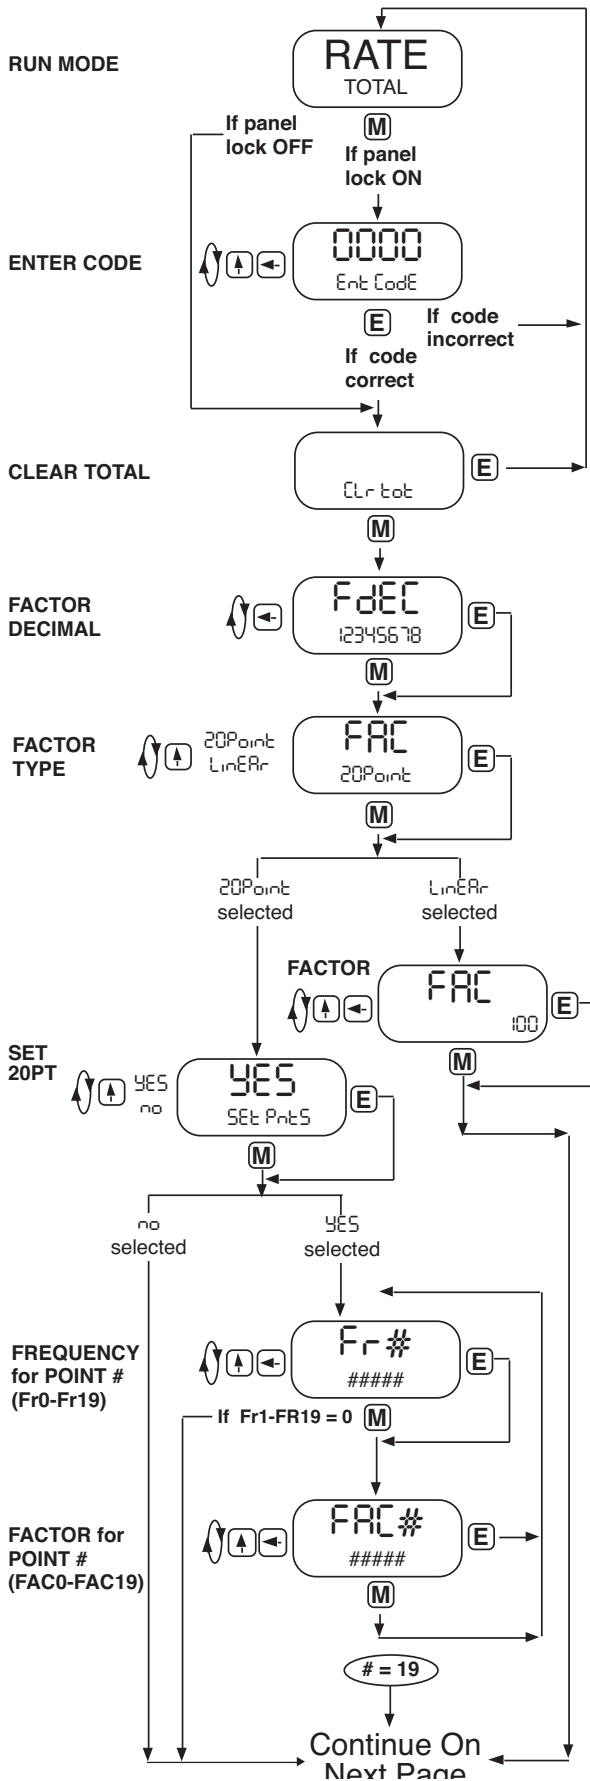 RUN MODE
RATE
TOTAL
M
If panel
lock OFF
If panel
lock ON
ENTER CODE
0000
Ent CodE
E
If code
incorrect
If code
correct
CLEAR TOTAL
CLr tot
E
M
FACTOR
DECIMAL
FdEC
12345678
E
M
FACTOR
TYPE
20Point
LinEAr
FAC
20Point
E
M
20Point
selected
LinEAr
selected
FACTOR
FAC
100
E
M
SET
20PT
YES
no
YES
SEt PntS
E
M
no
selected
YES
selected
FREQUENCY
for POINT #
(Fr0-Fr19)
Fr#
#####
E
If Fr1-FR19 = 0
M
FACTOR for
POINT #
(FAC0-FAC19)
FAC#
#####
E
M
# = 19
Continue On
Next Page